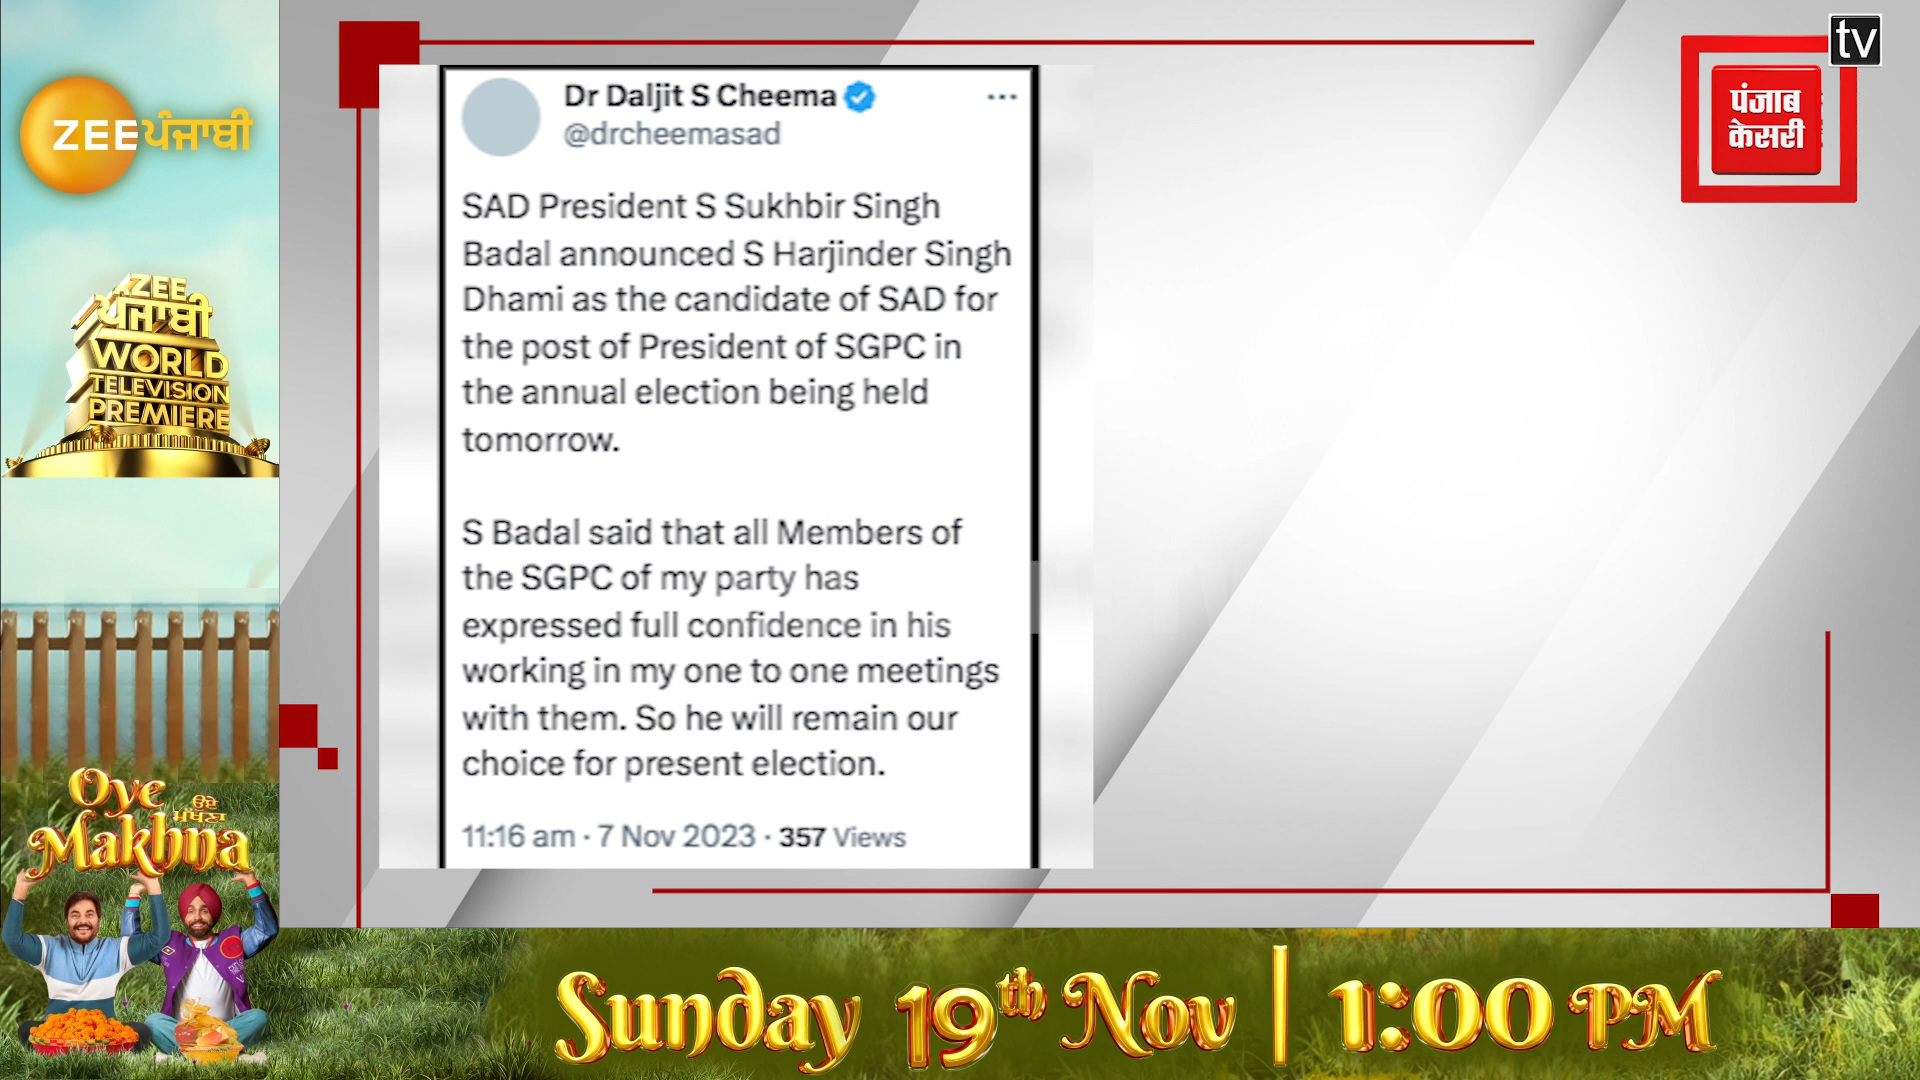 ZEE ਪੰਜਾਬੀ
ZEE
ਪੰਜਾਬੀ
WORLD
TELEVISION
PREMIERE
Oye
ਓਏ
ਮੱਖਣਾ
Makhna
Dr Daljit S Cheema
@drcheemasad
SAD President S Sukhbir Singh
Badal announced S Harjinder Singh
Dhami as the candidate of SAD for
the post of President of SGPC in
the annual election being held
tomorrow.
S Badal said that all Members of
the SGPC of my party has
expressed full confidence in his
working in my one to one meetings
with them. So he will remain our
choice for present election.
11:16 am · 7 Nov 2023 · 357 Views
tv
पंजाब
केसरी
Sunday 19th Nov | 1:00 PM